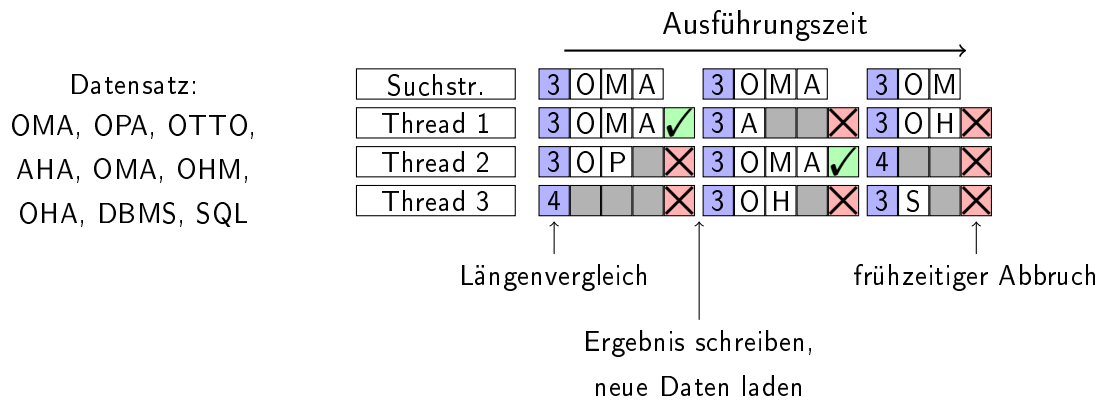 Ausführungszeit
Datensatz:
OMA, OPA, OTTO,
AHA, OMA, OHM,
OHA, DBMS, SQL
Suchstr. 3 O M A 3 O M A 3 O M
Thread 1 3 O M A ✓ 3 A ✗ 3 O H ✗
Thread 2 3 O P ✗ 3 O M A ✓ 4 ✗
Thread 3 4 ✗ 3 O H ✗ 3 S ✗
Längenvergleich
frühzeitiger Abbruch
Ergebnis schreiben,
neue Daten laden